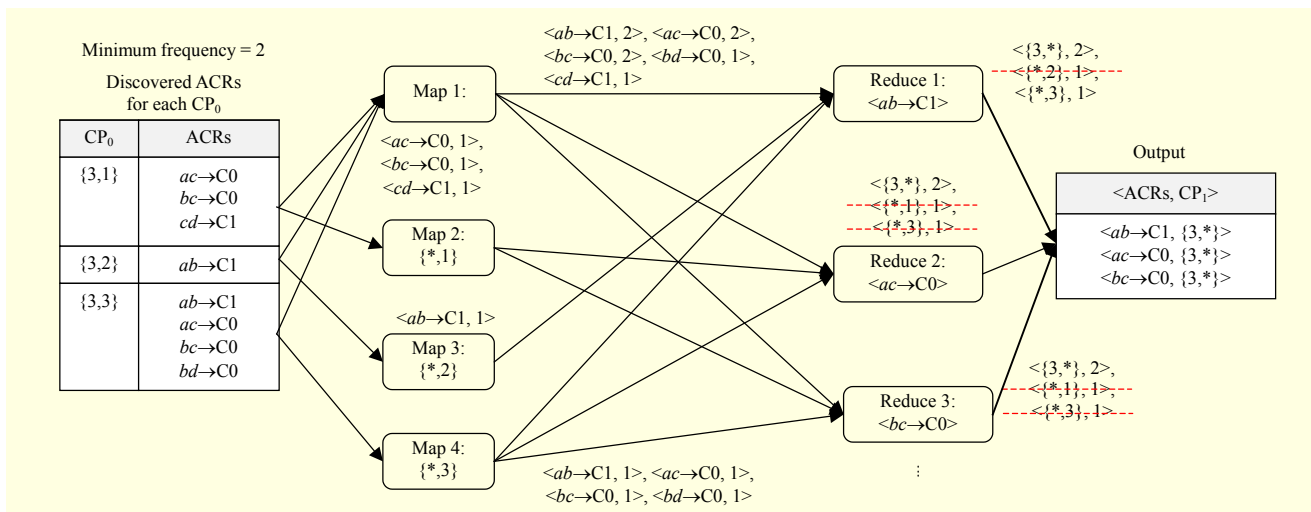 Minimum frequency = 2
Discovered ACRs
for each CP₀
CP₀ ACRs
{3,1} ac→C0
bc→C0
cd→C1
{3,2} ab→C1
{3,3} ab→C1
ac→C0
bc→C0
bd→C0
Map 1:
<ac→C0, 1>,
<bc→C0, 1>,
<cd→C1, 1>
Map 2:
{*,1}
<ab→C1, 1>
Map 3:
{*,2}
Map 4:
{*,3}
<ab→C1, 2>, <ac→C0, 2>,
<bc→C0, 2>, <bd→C0, 1>,
<cd→C1, 1>
<ab→C1, 1>, <ac→C0, 1>,
<bc→C0, 1>, <bd→C0, 1>
Reduce 1:
<ab→C1>
<{3,*}, 2>,
<{*,2}, 1>,
<{*,3}, 1>
<{3,*}, 2>,
<{*,1}, 1>,
<{*,3}, 1>
Reduce 2:
<ac→C0>
Reduce 3:
<bc→C0>
<{3,*}, 2>,
<{*,1}, 1>,
<{*,3}, 1>
⋮
Output
<ACRs, CP₁>
<ab→C1, {3,*}>
<ac→C0, {3,*}>
<bc→C0, {3,*}>